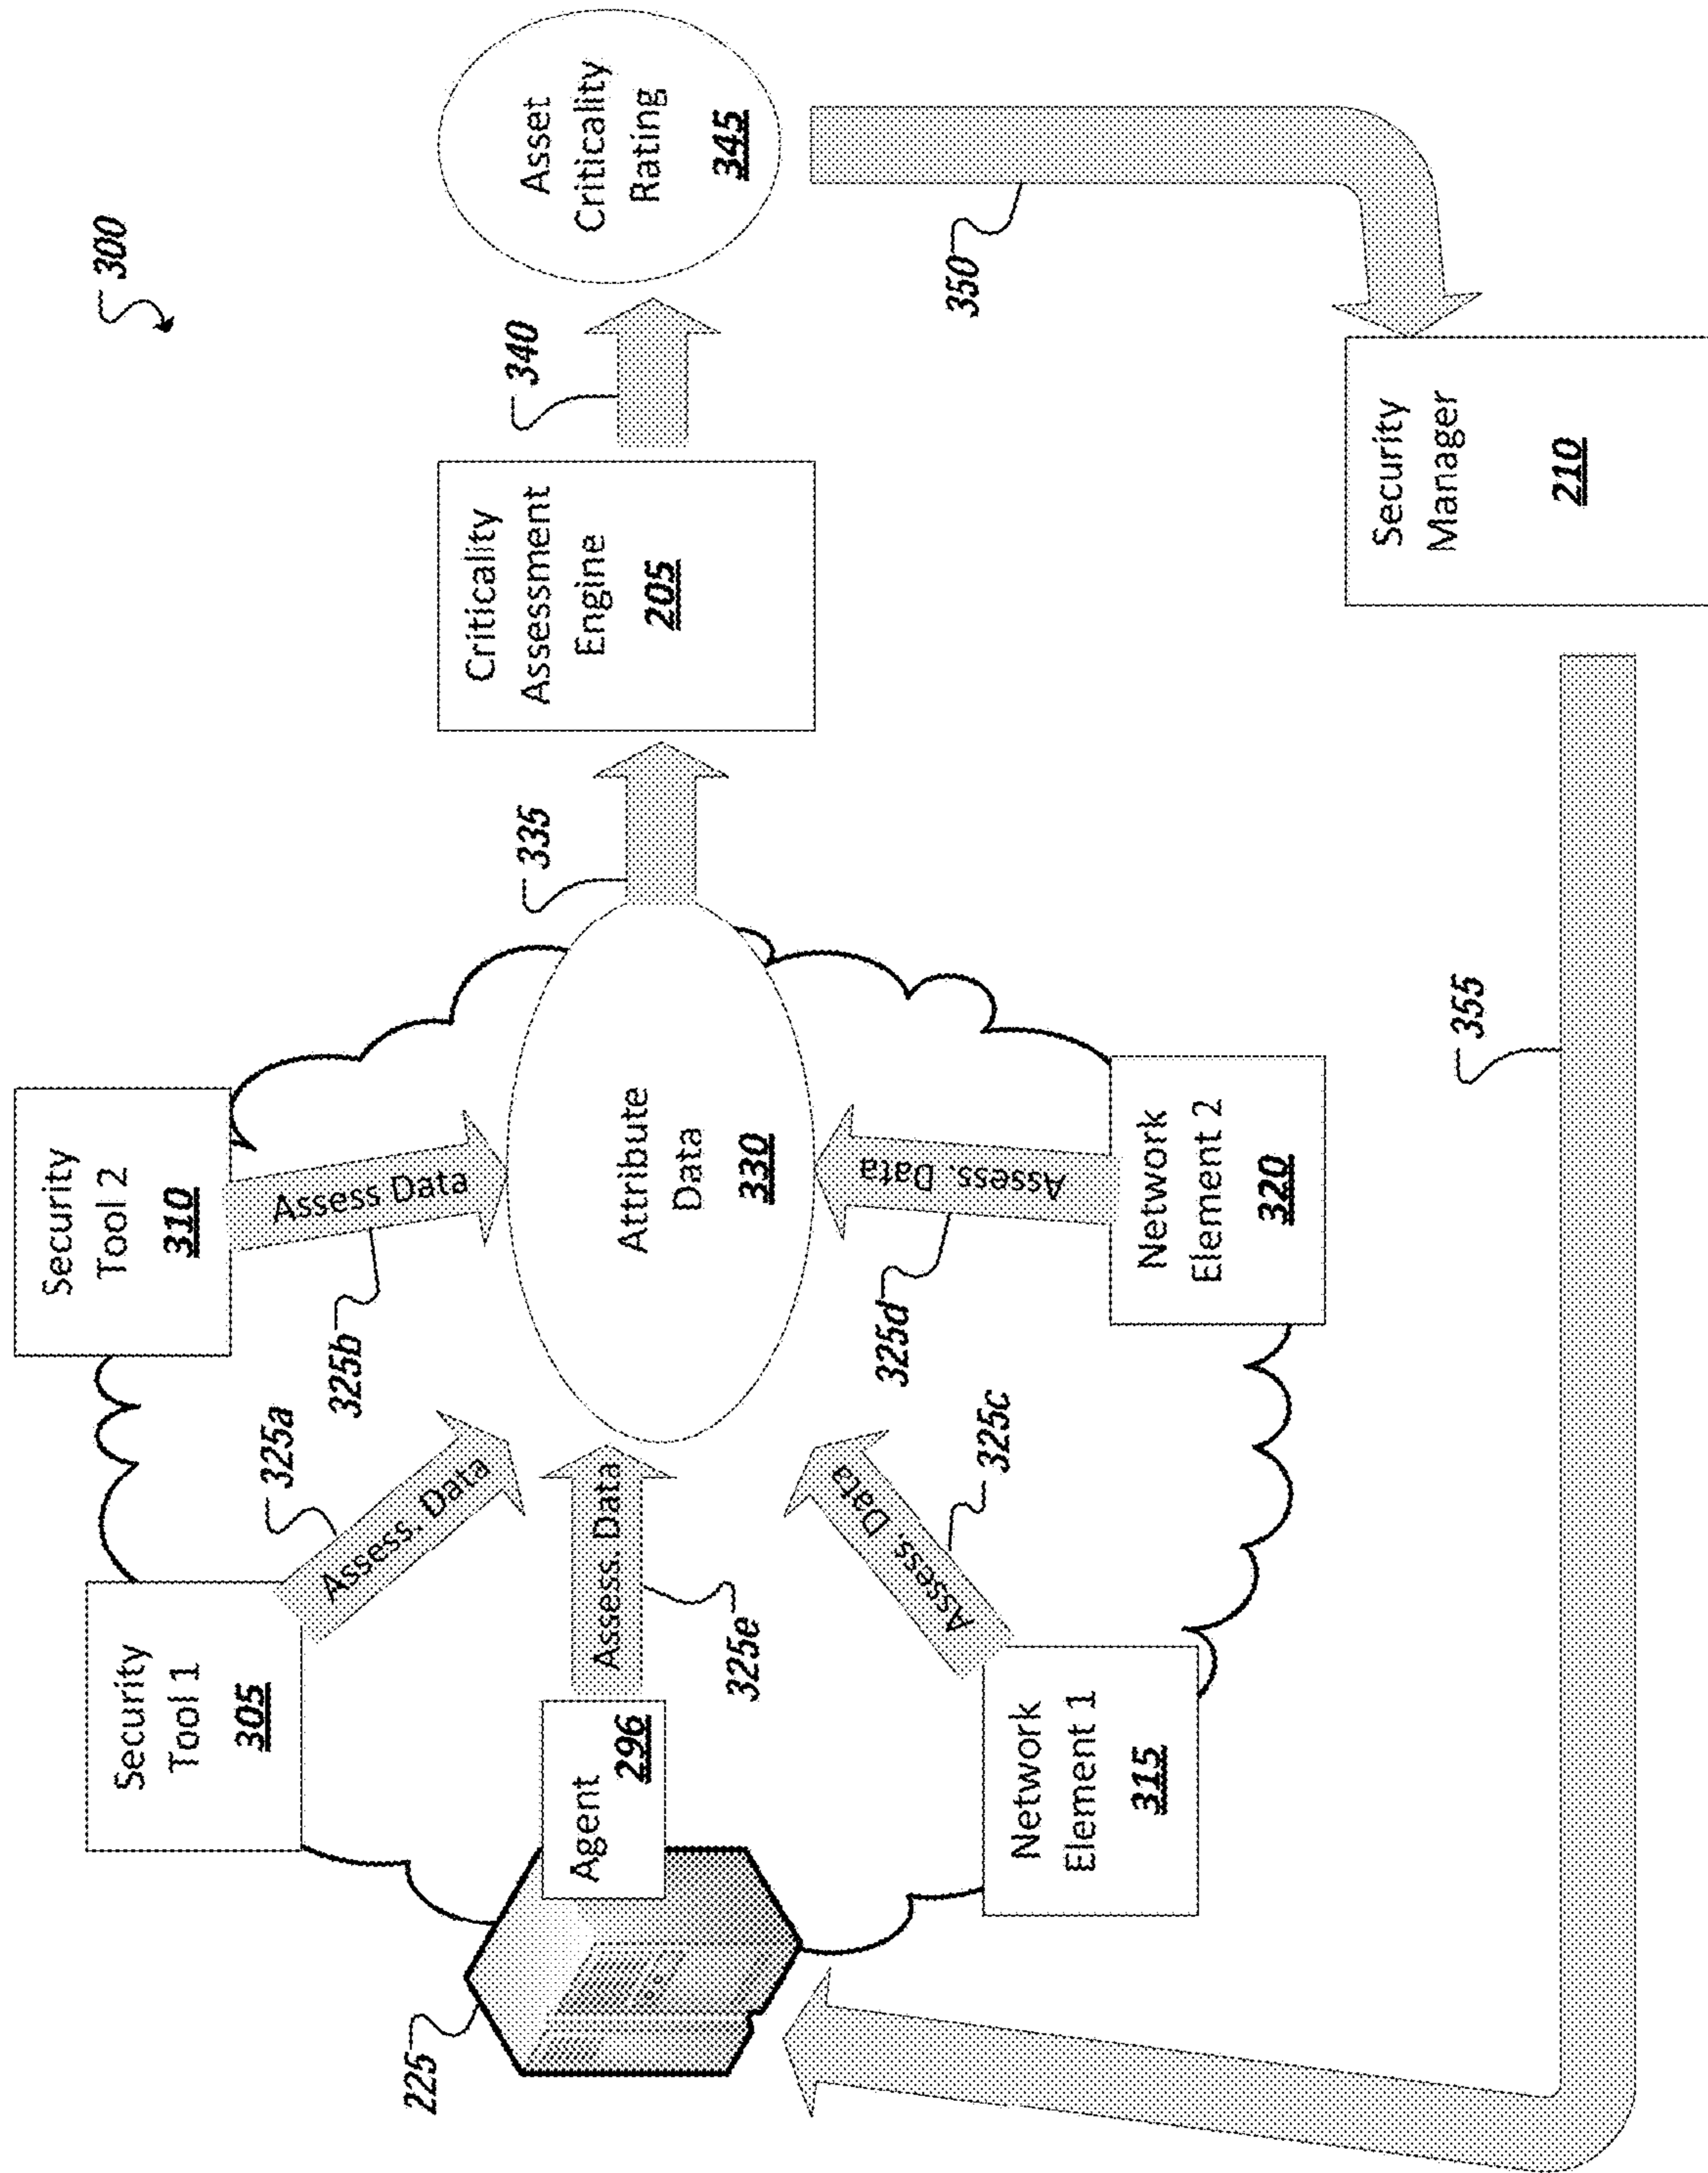 300
Security
Tool 1
305
Security
Tool 2
310
325a
Assess. Data
325b
Assess Data
225
Agent
296
Assess. Data
325e
Attribute
Data
330
335
Criticality
Assessment
Engine
205
340
Asset
Criticality
Rating
345
Assess. Data
325c
325d
Assess. Data
Network
Element 1
315
Network
Element 2
320
350
Security
Manager
210
355